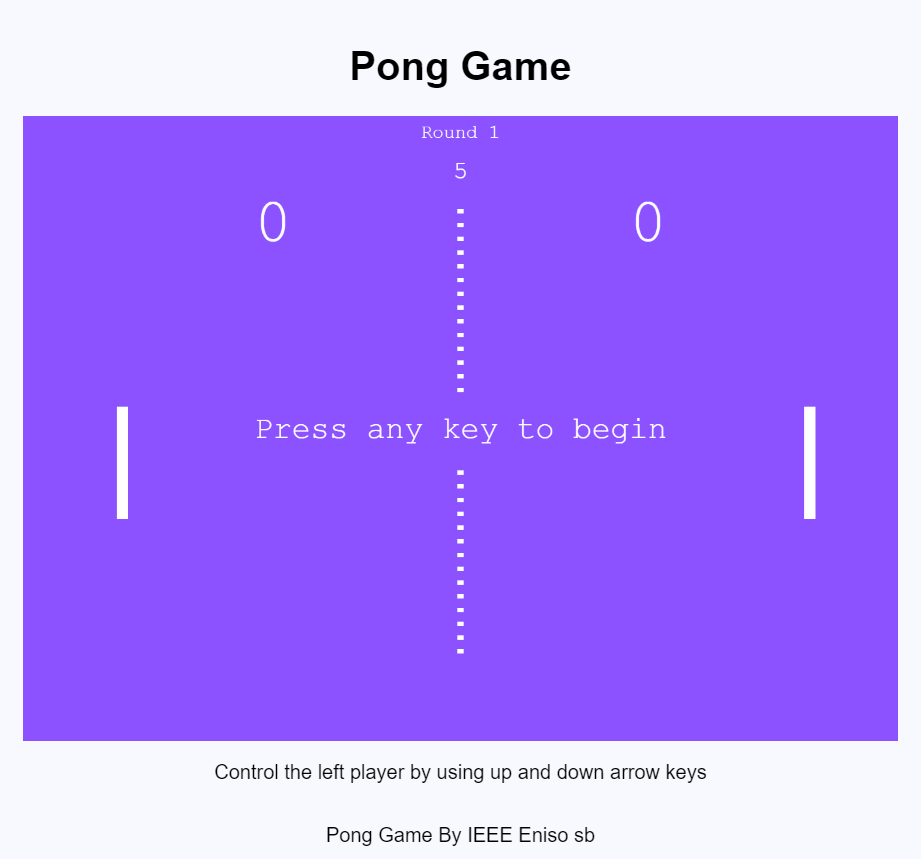 Pong Game
Round 1
5
0 0
Press any key to begin
Control the left player by using up and down arrow keys
Pong Game By IEEE Eniso sb